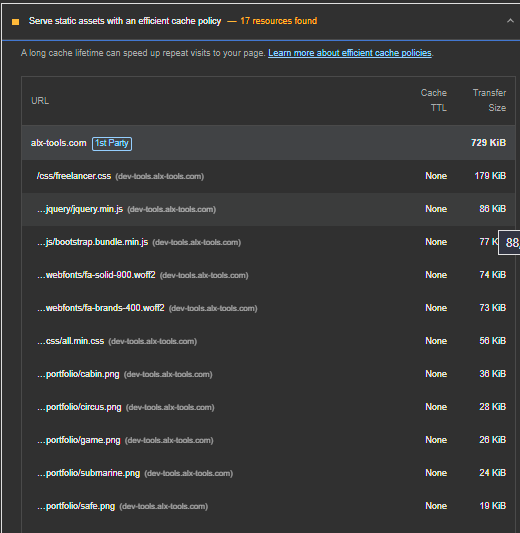 Serve static assets with an efficient cache policy — 17 resources found
A long cache lifetime can speed up repeat visits to your page. Learn more about efficient cache policies.
URL Cache TTL Transfer Size
alx-tools.com 1st Party 729 KiB
/css/freelancer.css (dev-tools.alx-tools.com) None 179 KiB
…jquery/jquery.min.js (dev-tools.alx-tools.com) None 86 KiB
…js/bootstrap.bundle.min.js (dev-tools.alx-tools.com) None 77 K 88,
…webfonts/fa-solid-900.woff2 (dev-tools.alx-tools.com) None 74 KiB
…webfonts/fa-brands-400.woff2 (dev-tools.alx-tools.com) None 73 KiB
…css/all.min.css (dev-tools.alx-tools.com) None 56 KiB
…portfolio/cabin.png (dev-tools.alx-tools.com) None 36 KiB
…portfolio/circus.png (dev-tools.alx-tools.com) None 28 KiB
…portfolio/game.png (dev-tools.alx-tools.com) None 26 KiB
…portfolio/submarine.png (dev-tools.alx-tools.com) None 24 KiB
…portfolio/safe.png (dev-tools.alx-tools.com) None 19 KiB